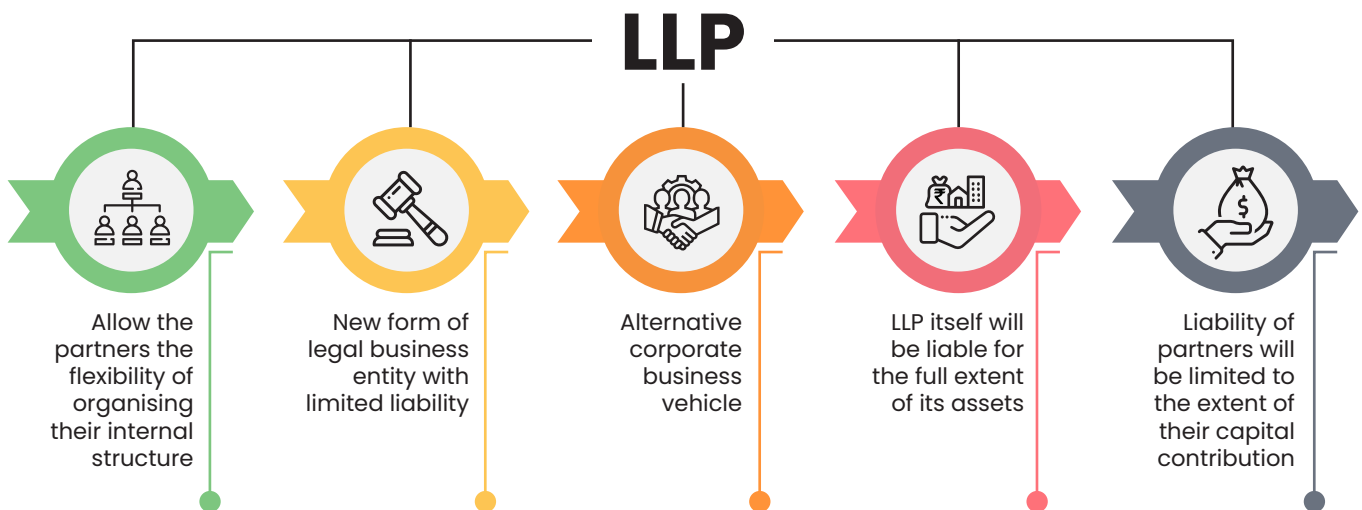 LLP
₹
$
Allow the
partners the
flexibility of
organising
their internal
structure
New form of
legal business
entity with
limited liability
Alternative
corporate
business
vehicle
LLP itself will
be liable for
the full extent
of its assets
Liability of
partners will
be limited to
the extent of
their capital
contribution